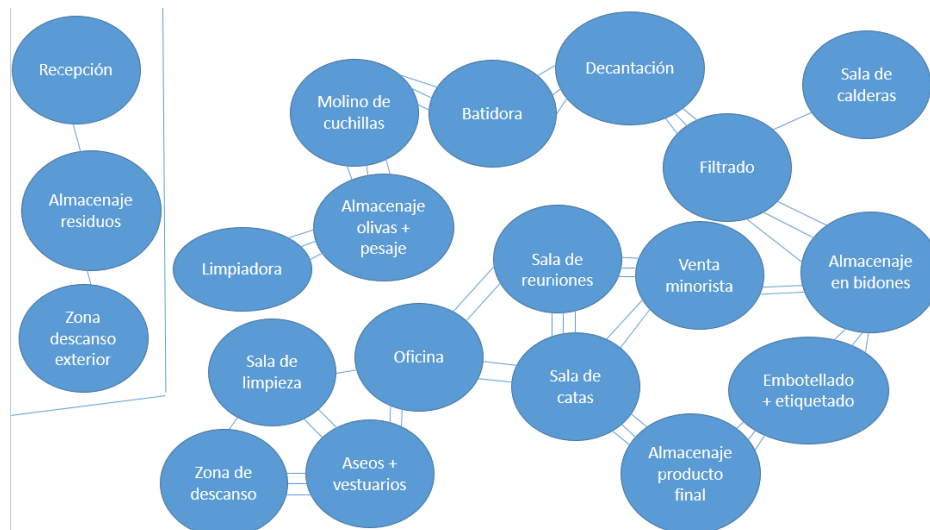 Recepción
Almacenaje
residuos
Zona
descanso
exterior
Molino de
cuchillas
Batidora
Decantación
Sala de
calderas
Filtrado
Almacenaje
olivas +
pesaje
Limpiadora
Sala de
reuniones
Venta
minorista
Almacenaje
en bidones
Sala de
limpieza
Oficina
Sala de
catas
Embotellado
+ etiquetado
Zona de
descanso
Aseos +
vestuarios
Almacenaje
producto
final